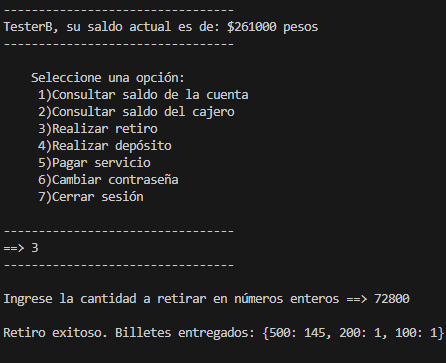 ---------------------------------
TesterB, su saldo actual es de: $261000 pesos
---------------------------------
Seleccione una opción:
1)Consultar saldo de la cuenta
2)Consultar saldo del cajero
3)Realizar retiro
4)Realizar depósito
5)Pagar servicio
6)Cambiar contraseña
7)Cerrar sesión
---------------------------------
==> 3
---------------------------------
Ingrese la cantidad a retirar en números enteros ==> 72800
Retiro exitoso. Billetes entregados: {500: 145, 200: 1, 100: 1}